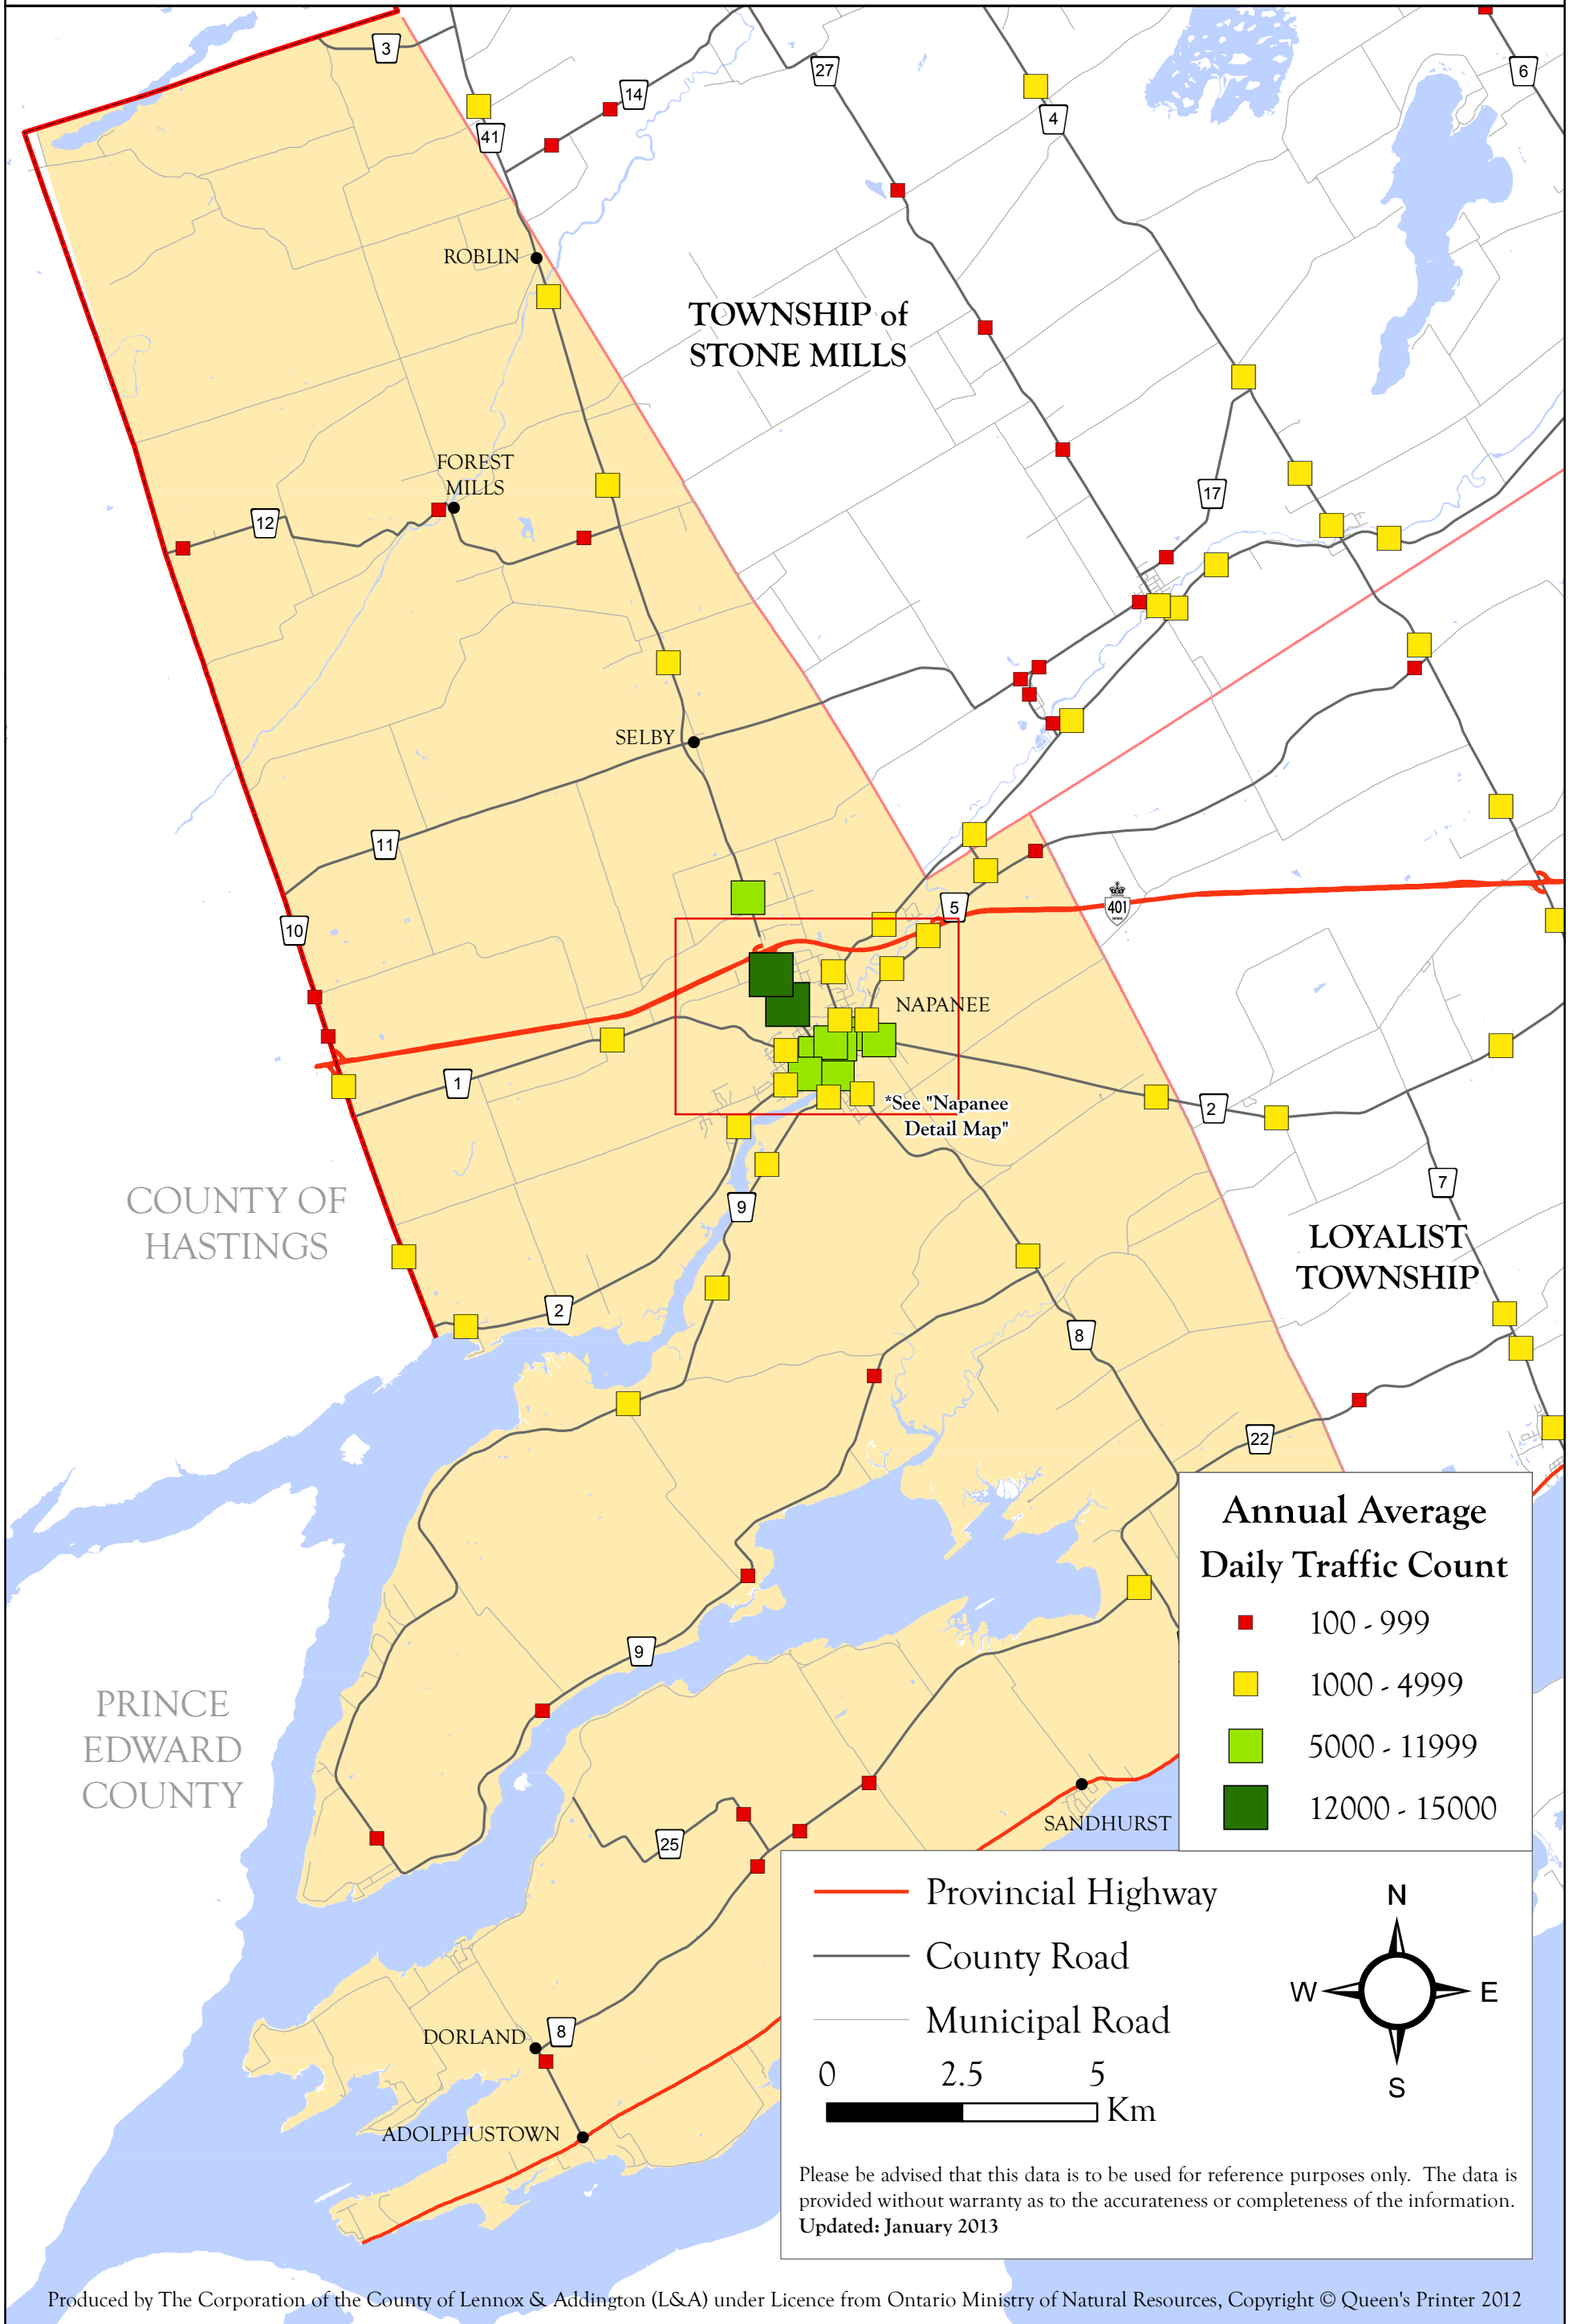 3
14
27
6
41
4
ROBLIN
TOWNSHIP of
STONE MILLS
FOREST
MILLS
12
17
SELBY
11
10
5
401
NAPANEE
1
*See "Napanee
Detail Map"
2
COUNTY OF
HASTINGS
9
7
LOYALIST
TOWNSHIP
2
8
22
Annual Average
Daily Traffic Count
100 - 999
1000 - 4999
5000 - 11999
12000 - 15000
9
PRINCE
EDWARD
COUNTY
SANDHURST
25
Provincial Highway
County Road
Municipal Road
N
W
E
S
8
DORLAND
0 2.5 5
Km
ADOLPHUSTOWN
Please be advised that this data is to be used for reference purposes only. The data is
provided without warranty as to the accurateness or completeness of the information.
Updated: January 2013
Produced by The Corporation of the County of Lennox & Addington (L&A) under Licence from Ontario Ministry of Natural Resources, Copyright © Queen's Printer 2012